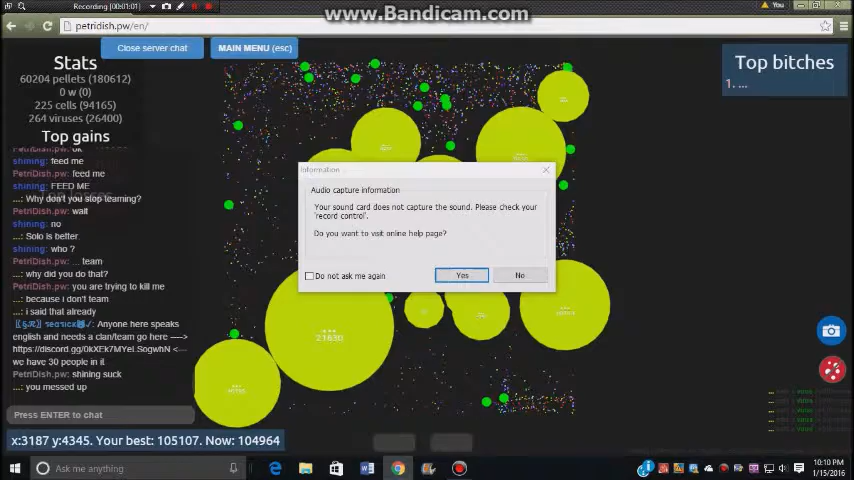 Recording [00:01:01]
www.Bandicam.com
You
petridish.pw/en/
Close server chat
MAIN MENU (esc)
Stats
60204 pellets (180612)
0 w (0)
225 cells (94165)
264 viruses (26400)
Top gains
Top bitches
1. ...
PetriDish.pw: ok
shining: feed me
PetriDish.pw: feed me
shining: FEED ME
...: Why don't you stop teaming?
PetriDish.pw: wait
shining: no
...: Solo is better
shining: who ?
PetriDish.pw: ... team
...: why did you do that?
PetriDish.pw: you are trying to kill me
...: because i don't team
...: i said that already
Anyone here speaks
english and needs a clan/team go here ---->
https://discord.gg/0kXEk7MYeLSogwhN <---
we have 30 people in it
PetriDish.pw: shining suck
...: you messed up
Press ENTER to chat
x:3187 y:4345. Your best: 105107. Now: 104964
Information
Audio capture information
Your sound card does not capture the sound. Please check your
'record control'.
Do you want to visit online help page?
Do not ask me again
Yes
No
21630
Ask me anything
10:10 PM
1/15/2016